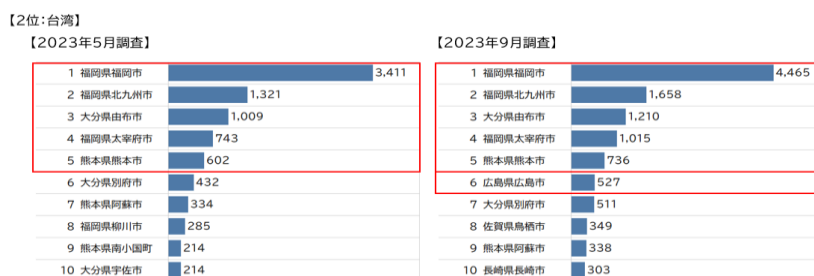 【2位:台湾】
【2023年5月調査】
1 福岡県福岡市 3,411
2 福岡県北九州市 1,321
3 大分県由布市 1,009
4 福岡県太宰府市 743
5 熊本県熊本市 602
6 大分県別府市 432
7 熊本県阿蘇市 334
8 福岡県柳川市 285
9 熊本県南小国町 214
10 大分県宇佐市 214
【2023年9月調査】
1 福岡県福岡市 4,465
2 福岡県北九州市 1,658
3 大分県由布市 1,210
4 福岡県太宰府市 1,015
5 熊本県熊本市 736
6 広島県広島市 527
7 大分県別府市 511
8 佐賀県鳥栖市 349
9 熊本県阿蘇市 338
10 長崎県長崎市 303